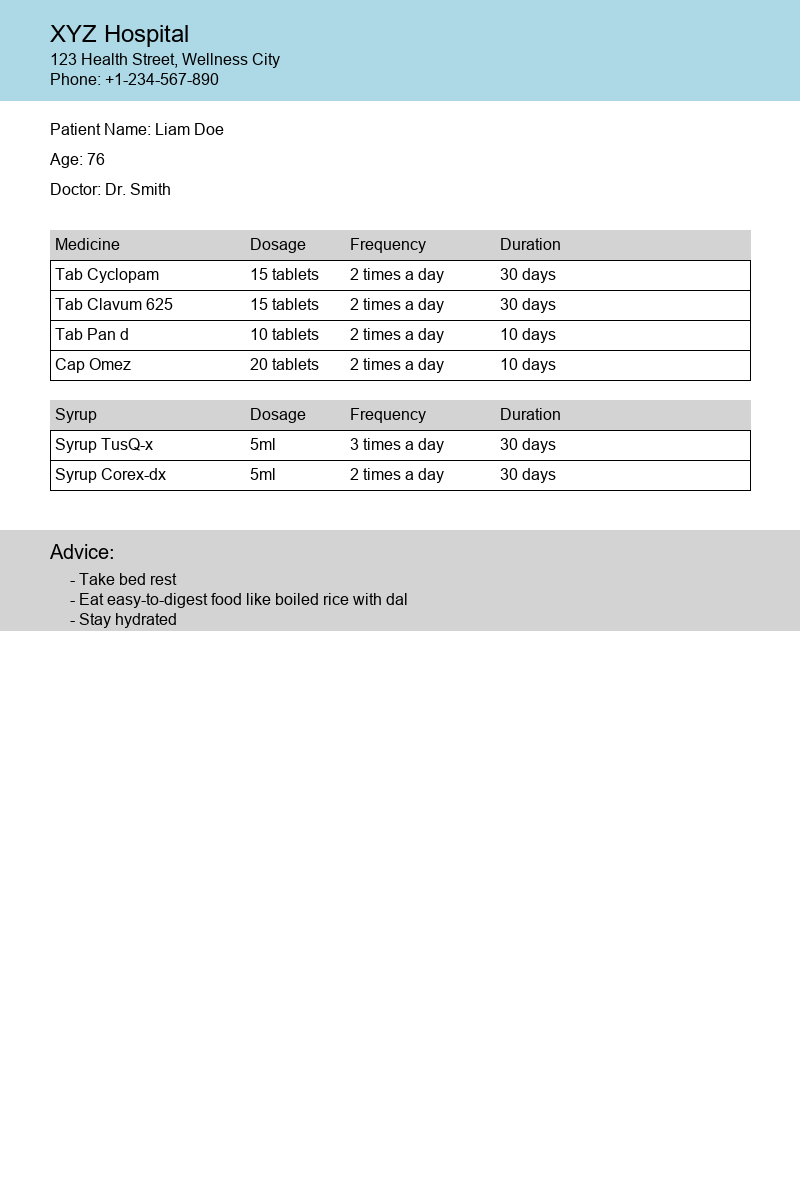 XYZ Hospital
123 Health Street, Wellness City
Phone: +1-234-567-890
Patient Name: Liam Doe
Age: 76
Doctor: Dr. Smith
Medicine Dosage Frequency Duration
Tab Cyclopam 15 tablets 2 times a day 30 days
Tab Clavum 625 15 tablets 2 times a day 30 days
Tab Pan d 10 tablets 2 times a day 10 days
Cap Omez 20 tablets 2 times a day 10 days
Syrup Dosage Frequency Duration
Syrup TusQ-x 5ml 3 times a day 30 days
Syrup Corex-dx 5ml 2 times a day 30 days
Advice:
- Take bed rest
- Eat easy-to-digest food like boiled rice with dal
- Stay hydrated